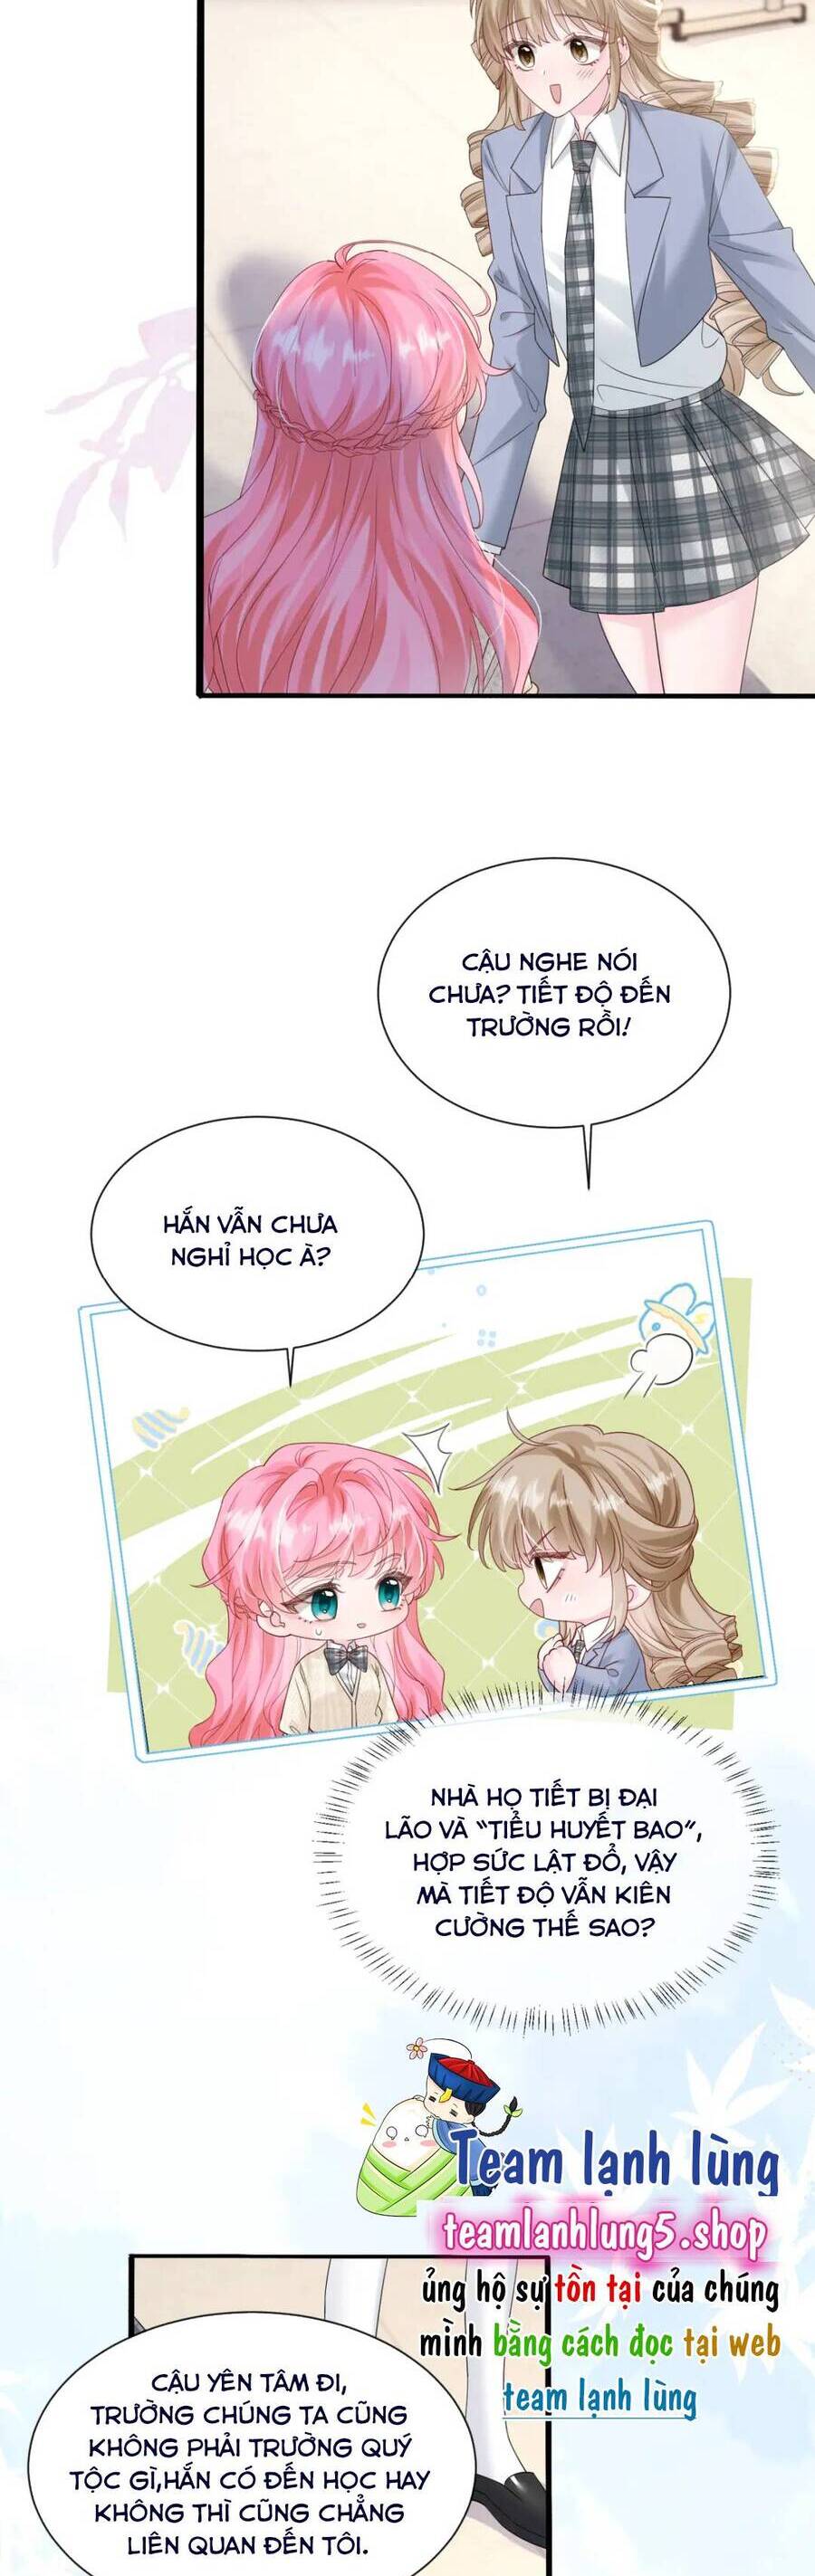 CẬU NGHE NÓI
CHƯA? TIẾT ĐỘ ĐẾN
TRƯỜNG RỒI!
HẮN VẪN CHƯA
NGHỈ HỌC À?
NHÀ HỌ TIẾT BỊ ĐẠI
LÃO VÀ “TIỂU HUYẾT BAO”,
HỢP SỨC LẬT ĐỔ, VẬY
MÀ TIẾT ĐỘ VẪN KIÊN
CƯỜNG THẾ SAO?
Team lạnh lùng
teamlanhlung5.shop
ủng hộ sự tồn tại của chúng
mình bằng cách đọc tại web
team lạnh lùng
CẬU YÊN TÂM ĐI,
TRƯỜNG CHÚNG TA CŨNG
KHÔNG PHẢI TRƯỜNG QUÝ
TỘC GÌ,HẮN CÓ ĐẾN HỌC HAY
KHÔNG THÌ CŨNG CHẲNG
LIÊN QUAN ĐẾN TÔI.